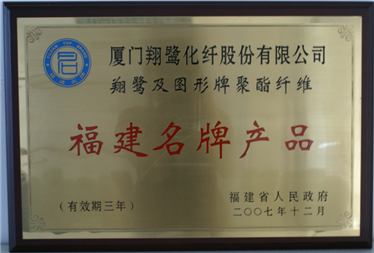 厦门翔鹭化纤股份有限公司
翔鹭及图形牌聚酯纤维
福建名牌产品
(有效期三年)
福建省人民政府
二〇〇七年十二月